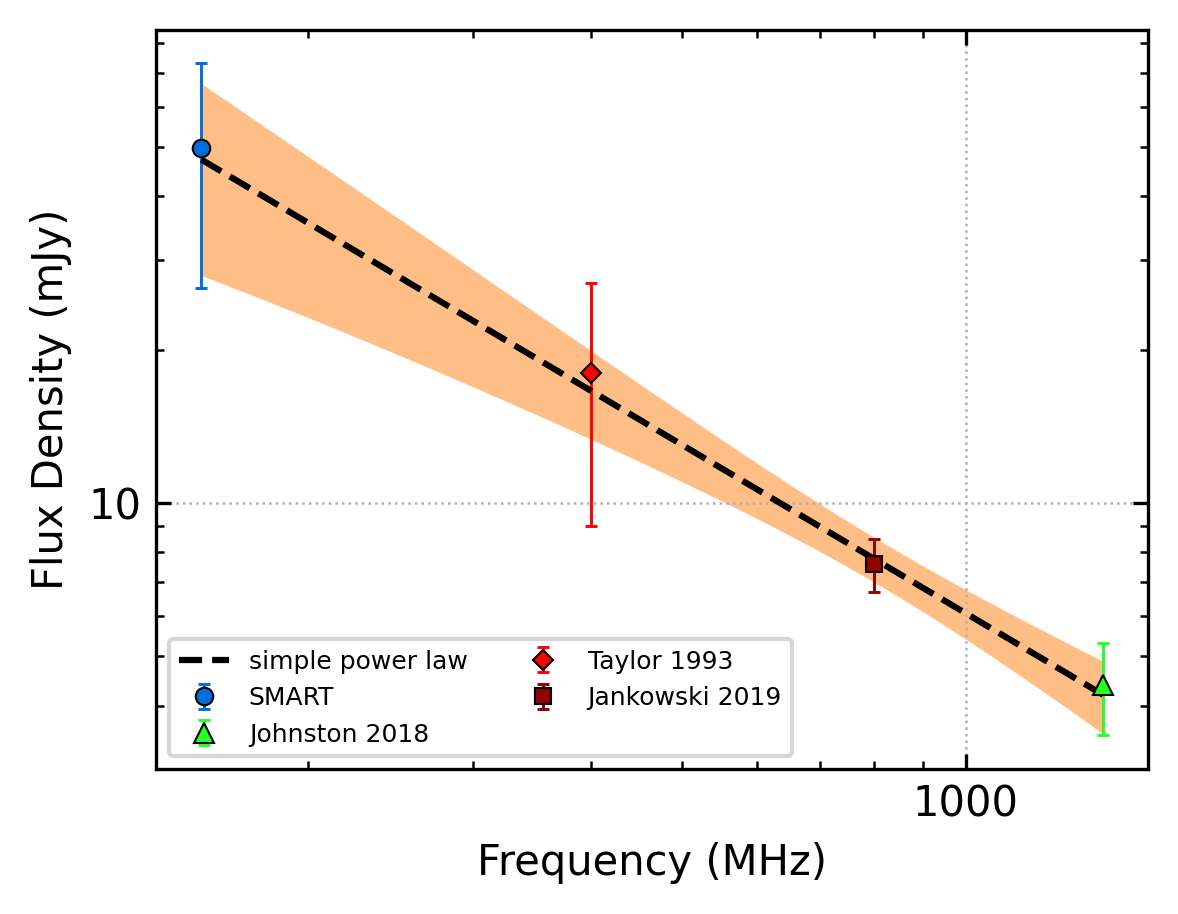 Flux Density (mJy)
10
simple power law
SMART
Johnston 2018
Taylor 1993
Jankowski 2019
1000
Frequency (MHz)